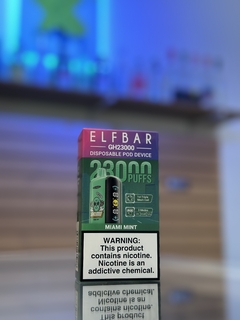 ELFBAR
GH23000
DISPOSABLE POD DEVICE
23000
PUFFS
MIAMI MINT
WARNING:
This product
contains nicotine.
Nicotine is an
addictive chemical.